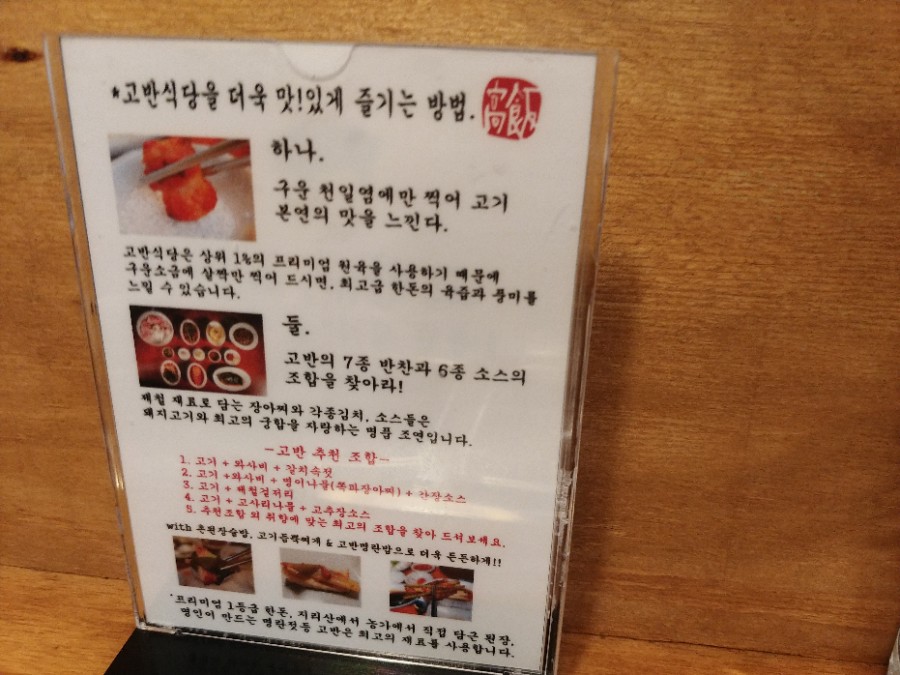 *고반식당을 더욱 맛!있게 즐기는 방법.
高飯
하나.
구운 천일염에만 찍어 고기
본연의 맛을 느낀다.
고반식당은 상위 1%의 프리미엄 원육을 사용하기 때문에
구운소금에 살짝만 찍어 드시면, 최고급 한돈의 육즙과 풍미를
느낄 수 있습니다.
둘.
고반의 7종 반찬과 6종 소스의
조합을 찾아라!
제철 재료로 담는 장아찌와 각종김치, 소스들은
돼지고기와 최고의 궁합을 자랑하는 명품 조연입니다.
-고반 추천 조합-
1. 고기 + 와사비 + 갈치속젓
2. 고기 +와사비 + 명이나물(쪽파장아찌) + 간장소스
3. 고기 + 제철겉저리
4. 고기 + 고사리나물 + 고추장소스
5. 추천조합 외 취향에 맞는 최고의 조합을 찾아 드셔보세요.
with 촌된장술밥, 고기듬뿍찌개 & 고반명란밥으로 더욱 든든하게!!
*프리미엄 1등급 한돈, 지리산에서 농가에서 직접 담근 된장,
명인이 만드는 명란젓등 고반은 최고의 재료를 사용합니다.